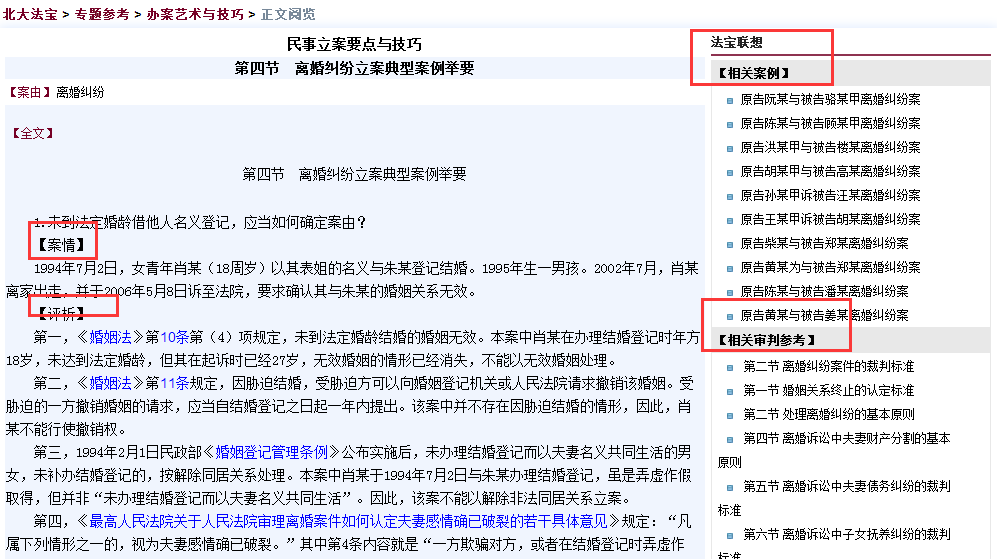 北大法宝 > 专题参考 > 办案艺术与技巧 > 正文阅览
民事立案要点与技巧
第四节　离婚纠纷立案典型案例举要
【案由】离婚纠纷
【全文】
第四节　离婚纠纷立案典型案例举要
1.未到法定婚龄借他人名义登记，应当如何确定案由？
【案情】
1994年7月2日，女青年肖某（18周岁）以其表姐的名义与朱某登记结婚。1995年生一男孩。2002年7月，肖某
离家出走，并于2006年5月8日诉至法院，要求确认其与朱某的婚姻关系无效。
【评析】
第一，《婚姻法》第10条第（4）项规定，未到法定婚龄结婚的婚姻无效。本案中肖某在办理结婚登记时年方
18岁，未达到法定婚龄，但其在起诉时已经27岁，无效婚姻的情形已经消失，不能以无效婚姻处理。
第二，《婚姻法》第11条规定，因胁迫结婚，受胁迫方可以向婚姻登记机关或人民法院请求撤销该婚姻。受
胁迫的一方撤销婚姻的请求，应当自结婚登记之日起一年内提出。该案中并不存在因胁迫结婚的情形，因此，肖
某不能行使撤销权。
第三，1994年2月1日民政部《婚姻登记管理条例》公布实施后，未办理结婚登记而以夫妻名义共同生活的男
女，未补办结婚登记的，按解除同居关系处理。本案中肖某于1994年7月2日与朱某办理结婚登记，虽是弄虚作假
取得，但并非“未办理结婚登记而以夫妻名义共同生活”。因此，该案不能以解除非法同居关系立案。
第四，《最高人民法院关于人民法院审理离婚案件如何认定夫妻感情确已破裂的若干具体意见》规定：“凡
属下列情形之一的，视为夫妻感情确已破裂。”其中第4条内容就是“一方欺骗对方，或者在结婚登记时弄虚作
法宝联想
【相关案例】
原告阮某与被告骆某甲离婚纠纷案
原告陈某与被告顾某甲离婚纠纷案
原告洪某甲与被告楼某离婚纠纷案
原告胡某甲与被告高某离婚纠纷案
原告孙某甲诉被告汪某离婚纠纷案
原告王某甲诉被告胡某离婚纠纷案
原告柴某与被告郑某离婚纠纷案
原告黄某为与被告郑某离婚纠纷案
原告陈某与被告潘某离婚纠纷案
原告黄某与被告姜某离婚纠纷案
【相关审判参考】
第二节 离婚纠纷案件的裁判标准
第一节 婚姻关系终止的认定标准
第二节 处理离婚纠纷的基本原则
第四节 离婚诉讼中夫妻财产分割的基本
原则
第五节 离婚诉讼中夫妻债务纠纷的裁判
标准
第六节 离婚诉讼中子女抚养纠纷的裁判
标准